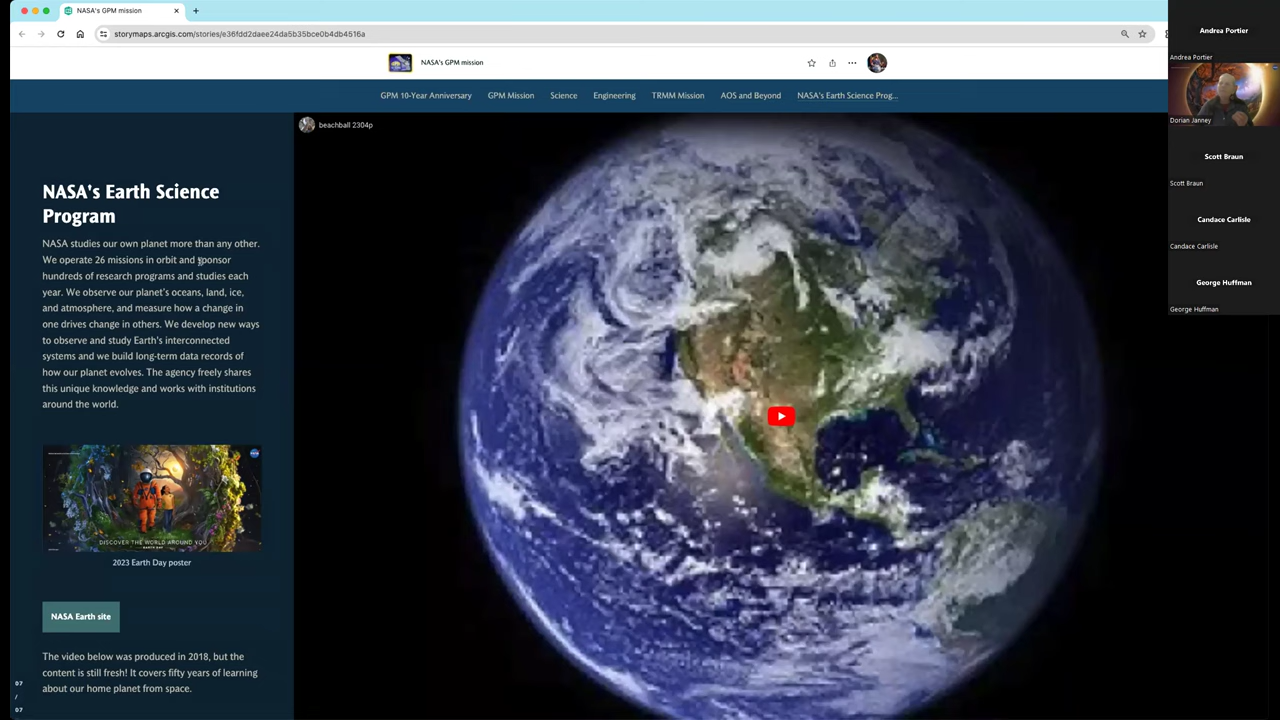 NASA's GPM mission
storymaps.arcgis.com/stories/e36fdd2daee24da5b35bce0b4db4516a
NASA's GPM mission
GPM 10-Year Anniversary
GPM Mission
Science
Engineering
TRMM Mission
AOS and Beyond
NASA's Earth Science Prog...
beachball 2304p
NASA's Earth Science
Program
NASA studies our own planet more than any other.
We operate 26 missions in orbit and sponsor
hundreds of research programs and studies each
year. We observe our planet's oceans, land, ice,
and atmosphere, and measure how a change in
one drives change in others. We develop new ways
to observe and study Earth's interconnected
systems and we build long-term data records of
how our planet evolves. The agency freely shares
this unique knowledge and works with institutions
around the world.
DISCOVER THE WORLD AROUND YOU
EARTH DAY
2023 Earth Day poster
NASA Earth site
The video below was produced in 2018, but the
content is still fresh! It covers fifty years of learning
about our home planet from space.
07
/
07
Andrea Portier
Andrea Portier
Dorian Janney
Scott Braun
Scott Braun
Candace Carlisle
Candace Carlisle
George Huffman
George Huffman